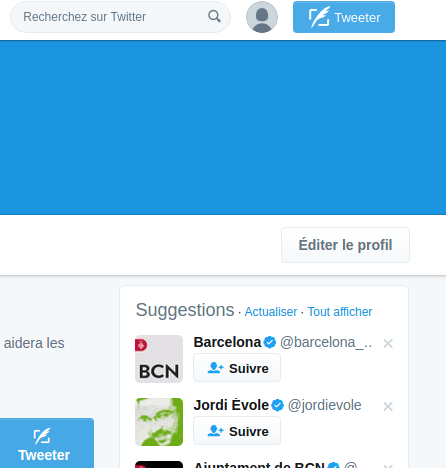 Recherchez sur Twitter
Tweeter
Éditer le profil
Suggestions · Actualiser · Tout afficher
aidera les
Barcelona @barcelona_...
BCN
Suivre
Jordi Évole @jordievole
Suivre
Tweeter
Ajuntament de BCN @